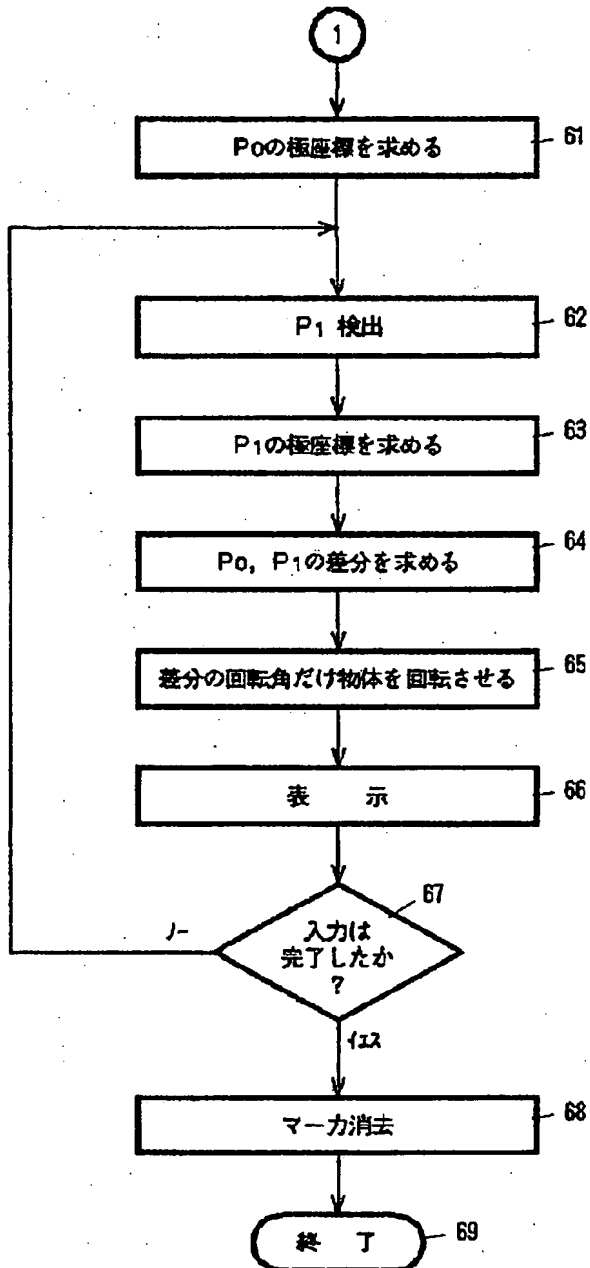 1
P0の極座標を求める
61
P1 検出
62
P1の極座標を求める
63
P0, P1の差分を求める
64
差分の回転角だけ物体を回転させる
65
表 示
66
67
入力は
完了したか
?
ノー
イエス
マーカ消去
68
終 了
69